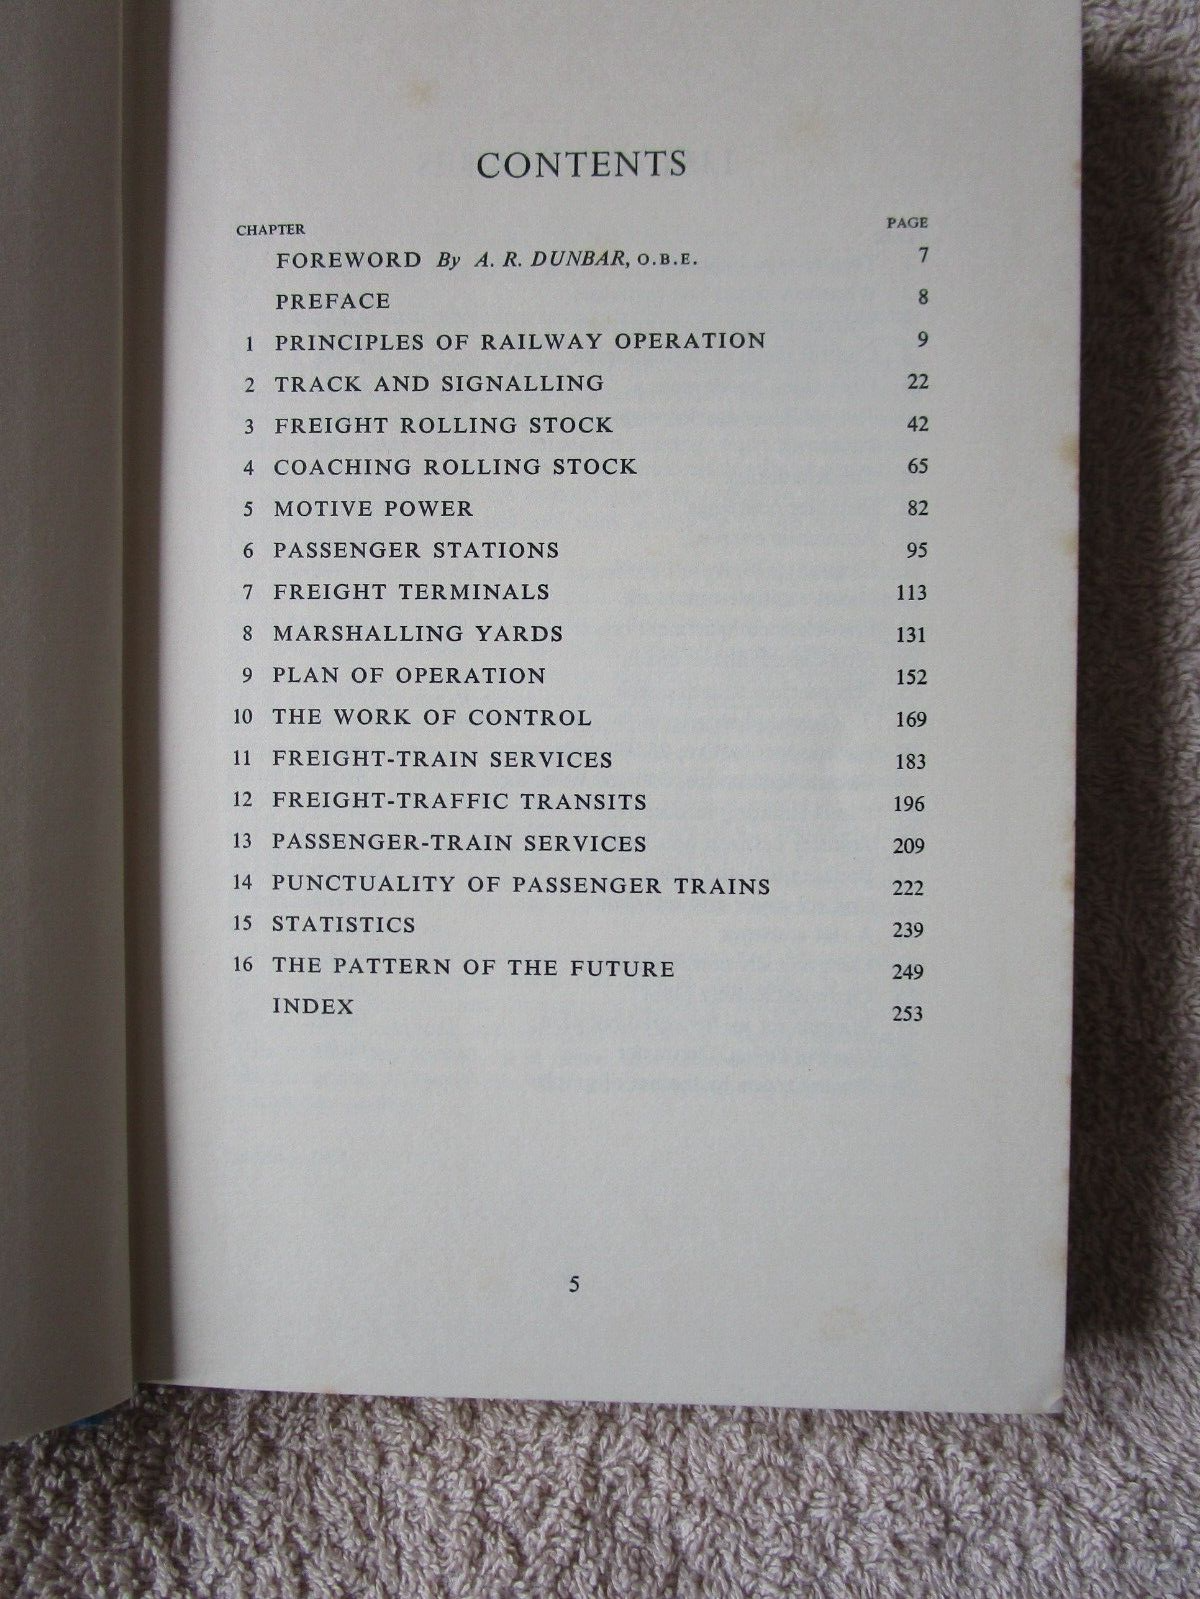 CONTENTS
CHAPTER PAGE
FOREWORD By A. R. DUNBAR, O.B.E. 7
PREFACE 8
1 PRINCIPLES OF RAILWAY OPERATION 9
2 TRACK AND SIGNALLING 22
3 FREIGHT ROLLING STOCK 42
4 COACHING ROLLING STOCK 65
5 MOTIVE POWER 82
6 PASSENGER STATIONS 95
7 FREIGHT TERMINALS 113
8 MARSHALLING YARDS 131
9 PLAN OF OPERATION 152
10 THE WORK OF CONTROL 169
11 FREIGHT-TRAIN SERVICES 183
12 FREIGHT-TRAFFIC TRANSITS 196
13 PASSENGER-TRAIN SERVICES 209
14 PUNCTUALITY OF PASSENGER TRAINS 222
15 STATISTICS 239
16 THE PATTERN OF THE FUTURE 249
INDEX 253
5